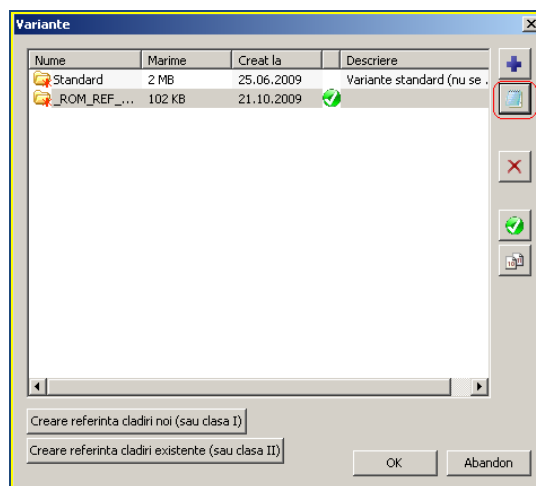 Variante
Nume Marime Creat la Descriere
Standard 2 MB 25.06.2009 Variante standard (nu se .
_ROM_REF_... 102 KB 21.10.2009
Creare referinta cladiri noi (sau clasa I)
Creare referinta cladiri existente (sau clasa II)
OK Abandon